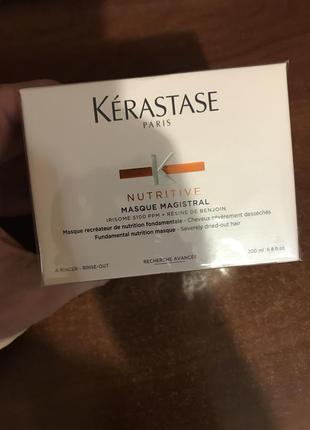 KÉRASTASE
PARIS
K
NUTRITIVE
MASQUE MAGISTRAL
IRISOME 5100 PPM + RÉSINE DE BENJOIN
Masque recréateur de nutrition fondamentale - Cheveux sévèrement desséchés
Fundamental nutrition masque - Severely dried-out hair
200 ml 6.8 fl.oz.
À RINCER - RINSE-OUT
RECHERCHE AVANCÉE